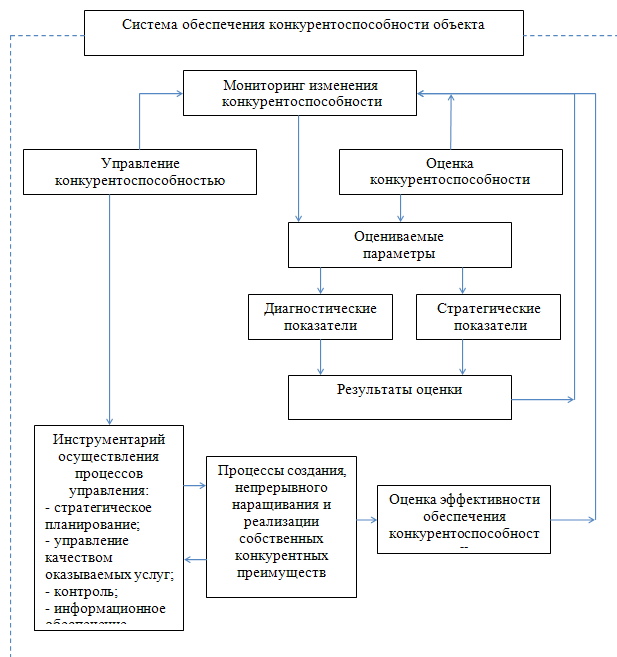 Система обеспечения конкурентоспособности объекта
Мониторинг изменения
конкурентоспособности
Управление
конкурентоспособностью
Оценка
конкурентоспособности
Оцениваемые
параметры
Диагностические
показатели
Стратегические
показатели
Результаты оценки
Инструментарий
осуществления
процессов
управления:
- стратегическое
планирование;
- управление
качеством
оказываемых услуг;
- контроль;
- информационное
обеспечение
Процессы создания,
непрерывного
наращивания и
реализации
собственных
конкурентных
преимуществ
Оценка эффективности
обеспечения
конкурентоспособност